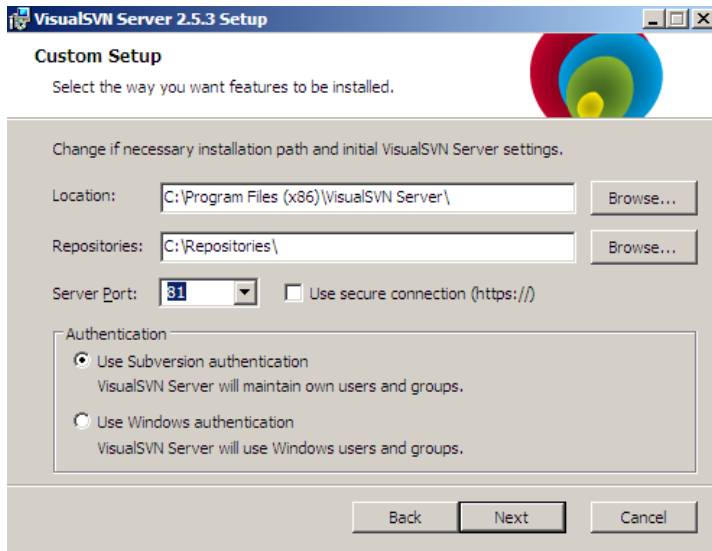 VisualSVN Server 2.5.3 Setup
Custom Setup
Select the way you want features to be installed.
Change if necessary installation path and initial VisualSVN Server settings.
Location: C:\Program Files (x86)\VisualSVN Server\ Browse...
Repositories: C:\Repositories\ Browse...
Server Port: 81 Use secure connection (https://)
Authentication
Use Subversion authentication
VisualSVN Server will maintain own users and groups.
Use Windows authentication
VisualSVN Server will use Windows users and groups.
Back Next Cancel